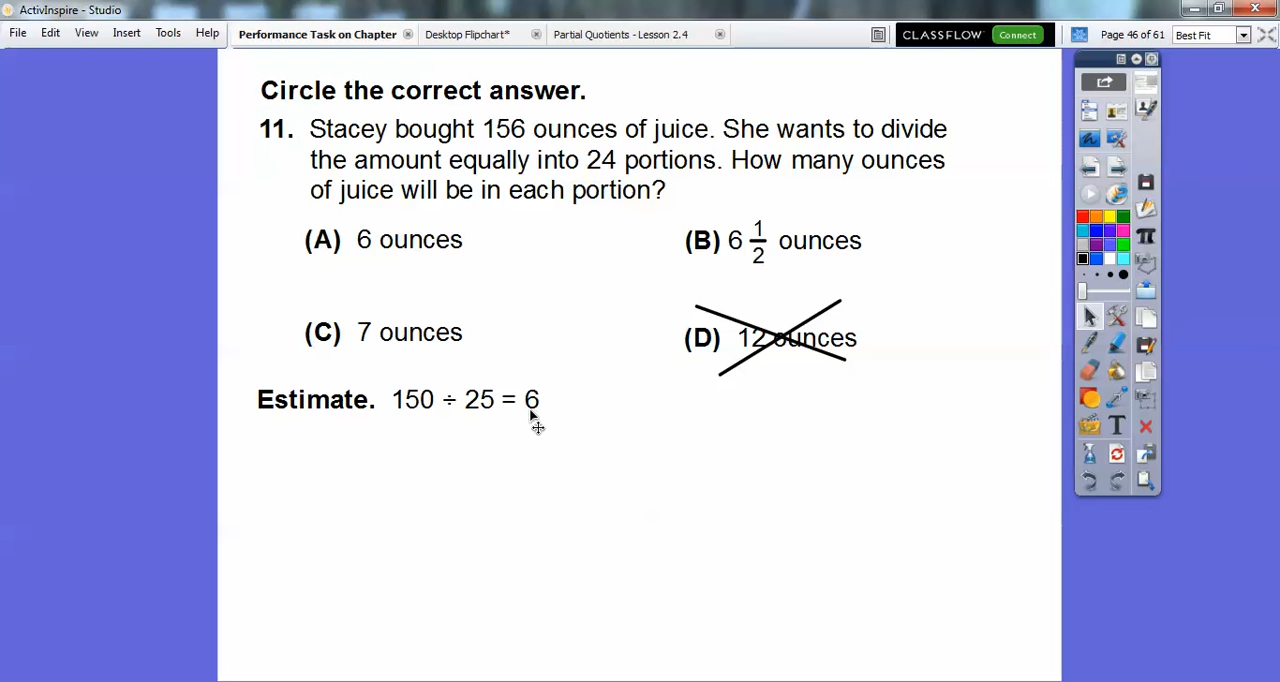 ActivInspire - Studio
File Edit View Insert Tools Help
Performance Task on Chapter
Desktop Flipchart*
Partial Quotients - Lesson 2.4
CLASSFLOW Connect
Page 46 of 61
Best Fit
Circle the correct answer.
11. Stacey bought 156 ounces of juice. She wants to divide
the amount equally into 24 portions. How many ounces
of juice will be in each portion?
(A) 6 ounces
(B) 6 1/2 ounces
(C) 7 ounces
(D) 12 ounces
Estimate. 150 ÷ 25 = 6